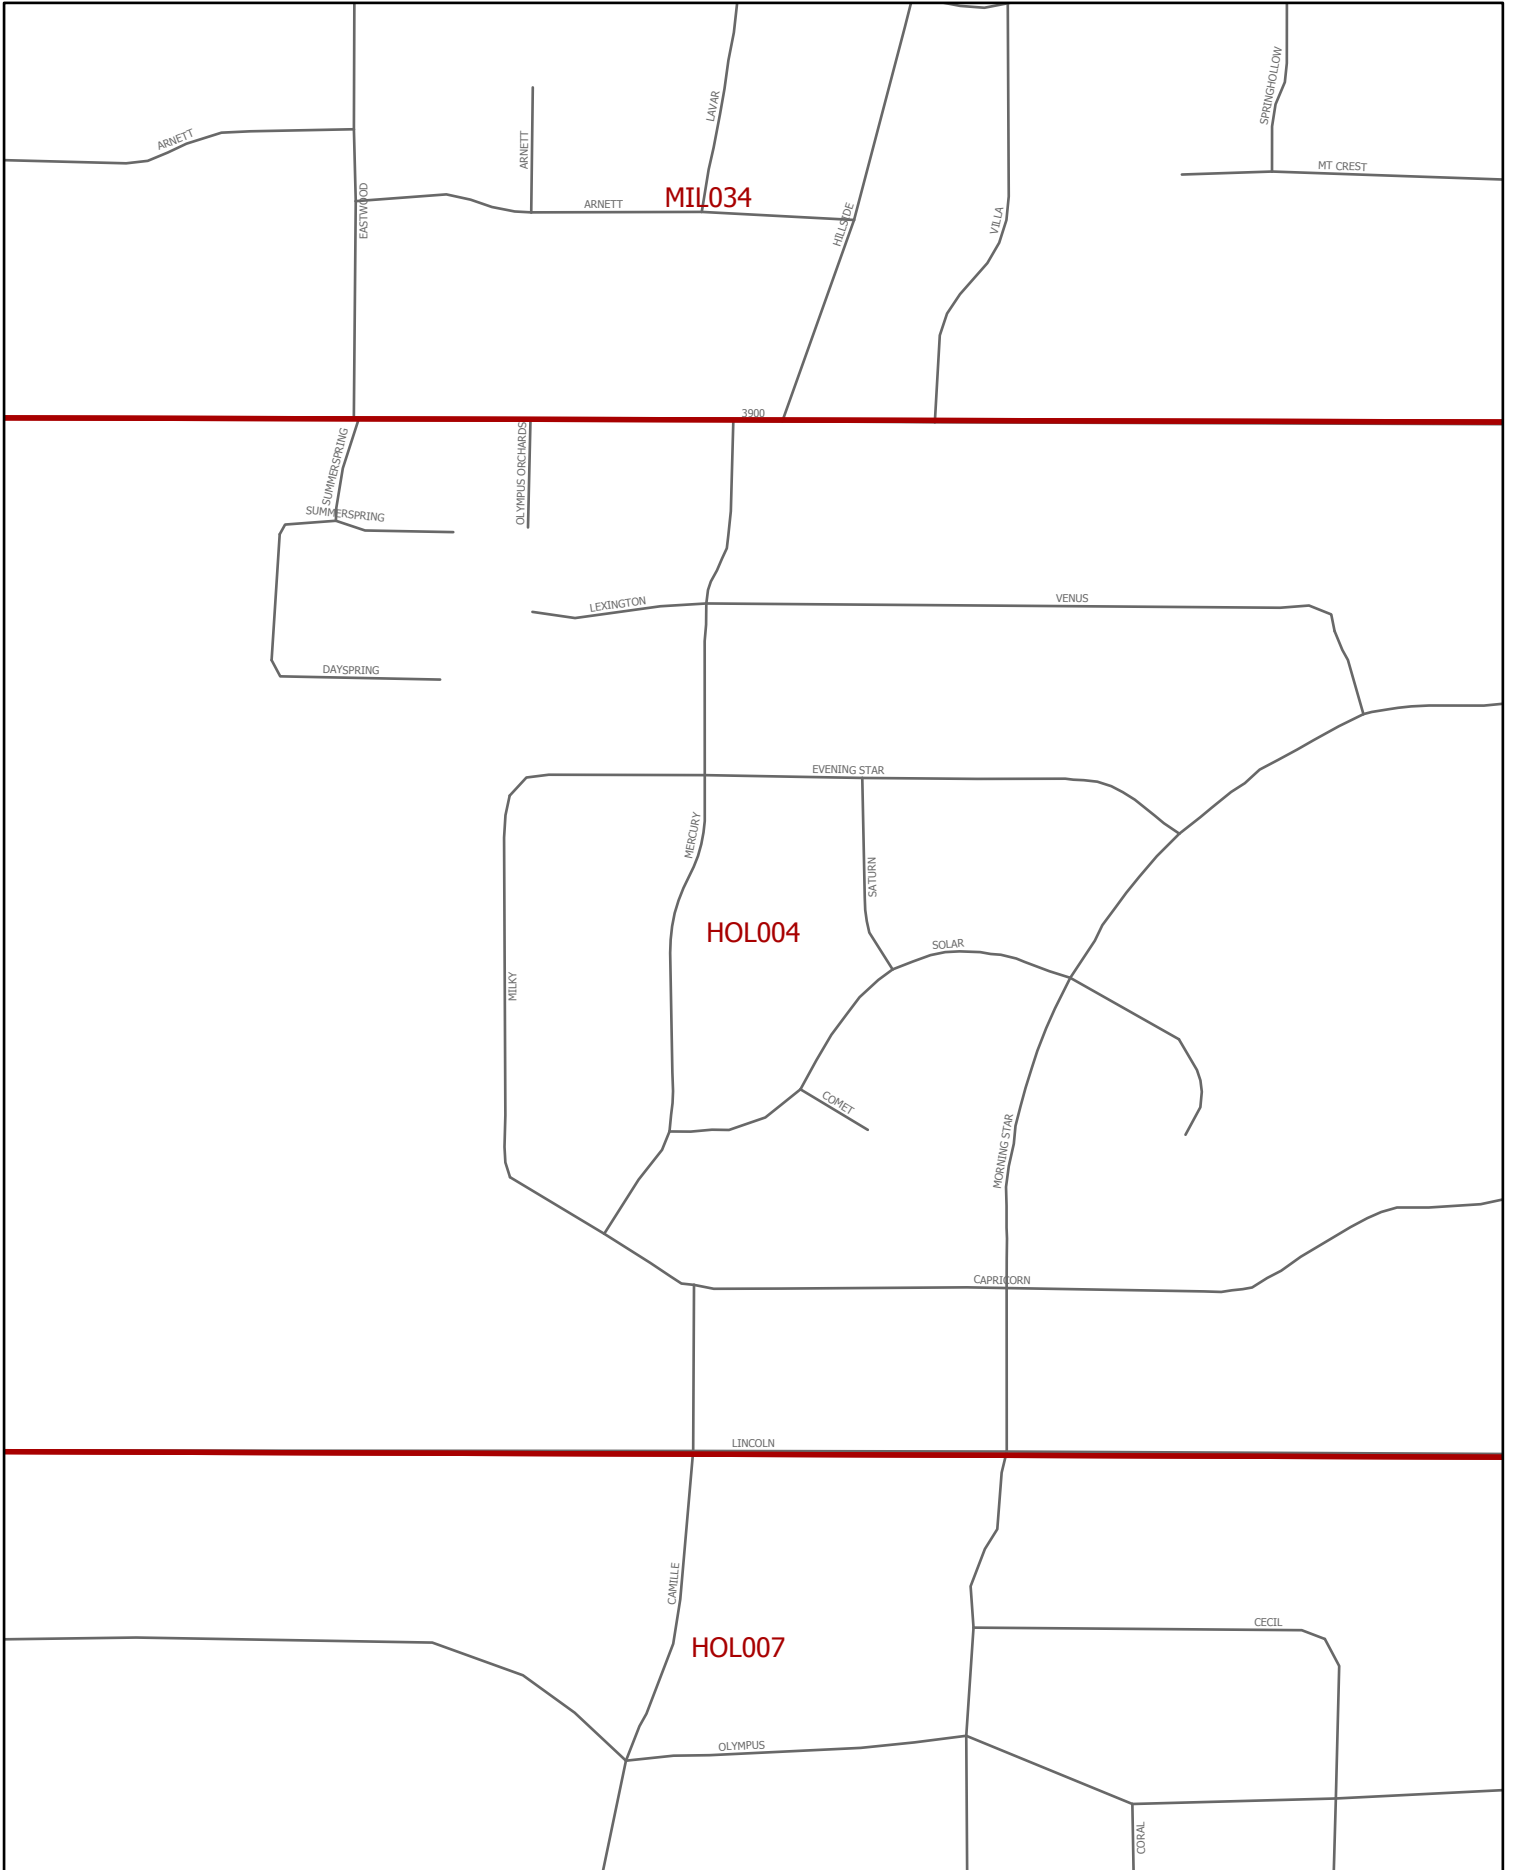 SPRINGHOLLOW
LAVAR
ARNETT
ARNETT
MT CREST
EASTWOOD
ARNETT
MIL034
HILLSIDE
VILLA
3900
SUMMERSPRING
OLYMPUS ORCHARDS
SUMMERSPRING
LEXINGTON
VENUS
DAYSPRING
EVENING STAR
MERCURY
SATURN
HOL004
SOLAR
MILKY
COMET
MORNING STAR
CAPRICORN
LINCOLN
CAMILLE
CECIL
HOL007
OLYMPUS
CORAL